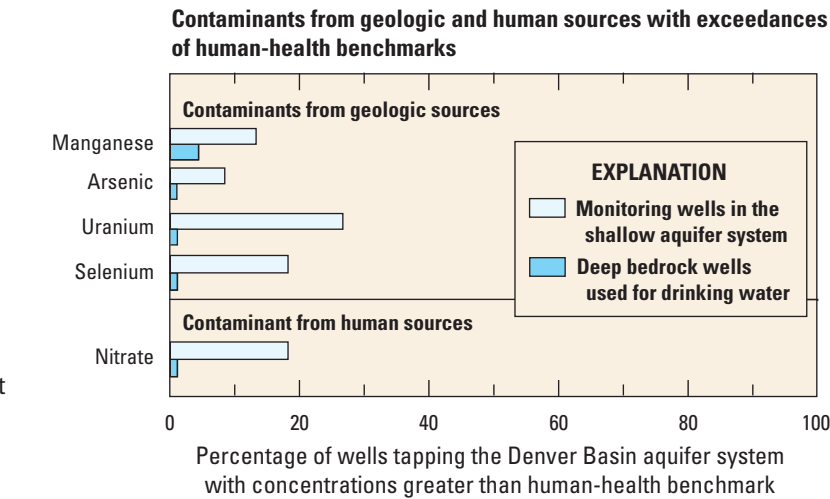 Contaminants from geologic and human sources with exceedances
of human-health benchmarks
Contaminants from geologic sources
Manganese
Arsenic
Uranium
Selenium
EXPLANATION
Monitoring wells in the
shallow aquifer system
Deep bedrock wells
used for drinking water
Contaminant from human sources
Nitrate
t
0 20 40 60 80 100
Percentage of wells tapping the Denver Basin aquifer system
with concentrations greater than human-health benchmark